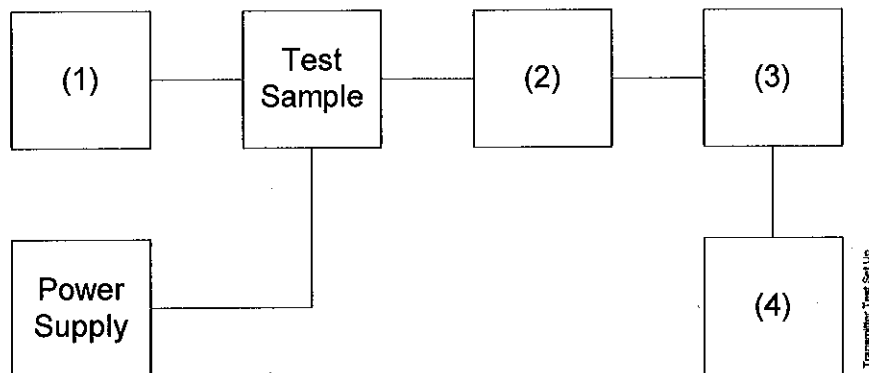 (1)
Test
Sample
(2)
(3)
Power
Supply
(4)
Transmitter Test Set Up